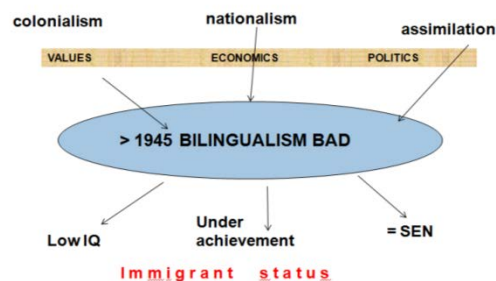 colonialism
nationalism
assimilation
VALUES ECONOMICS POLITICS
> 1945 BILINGUALISM BAD
Low IQ
Under
achievement
= SEN
Immigrant status